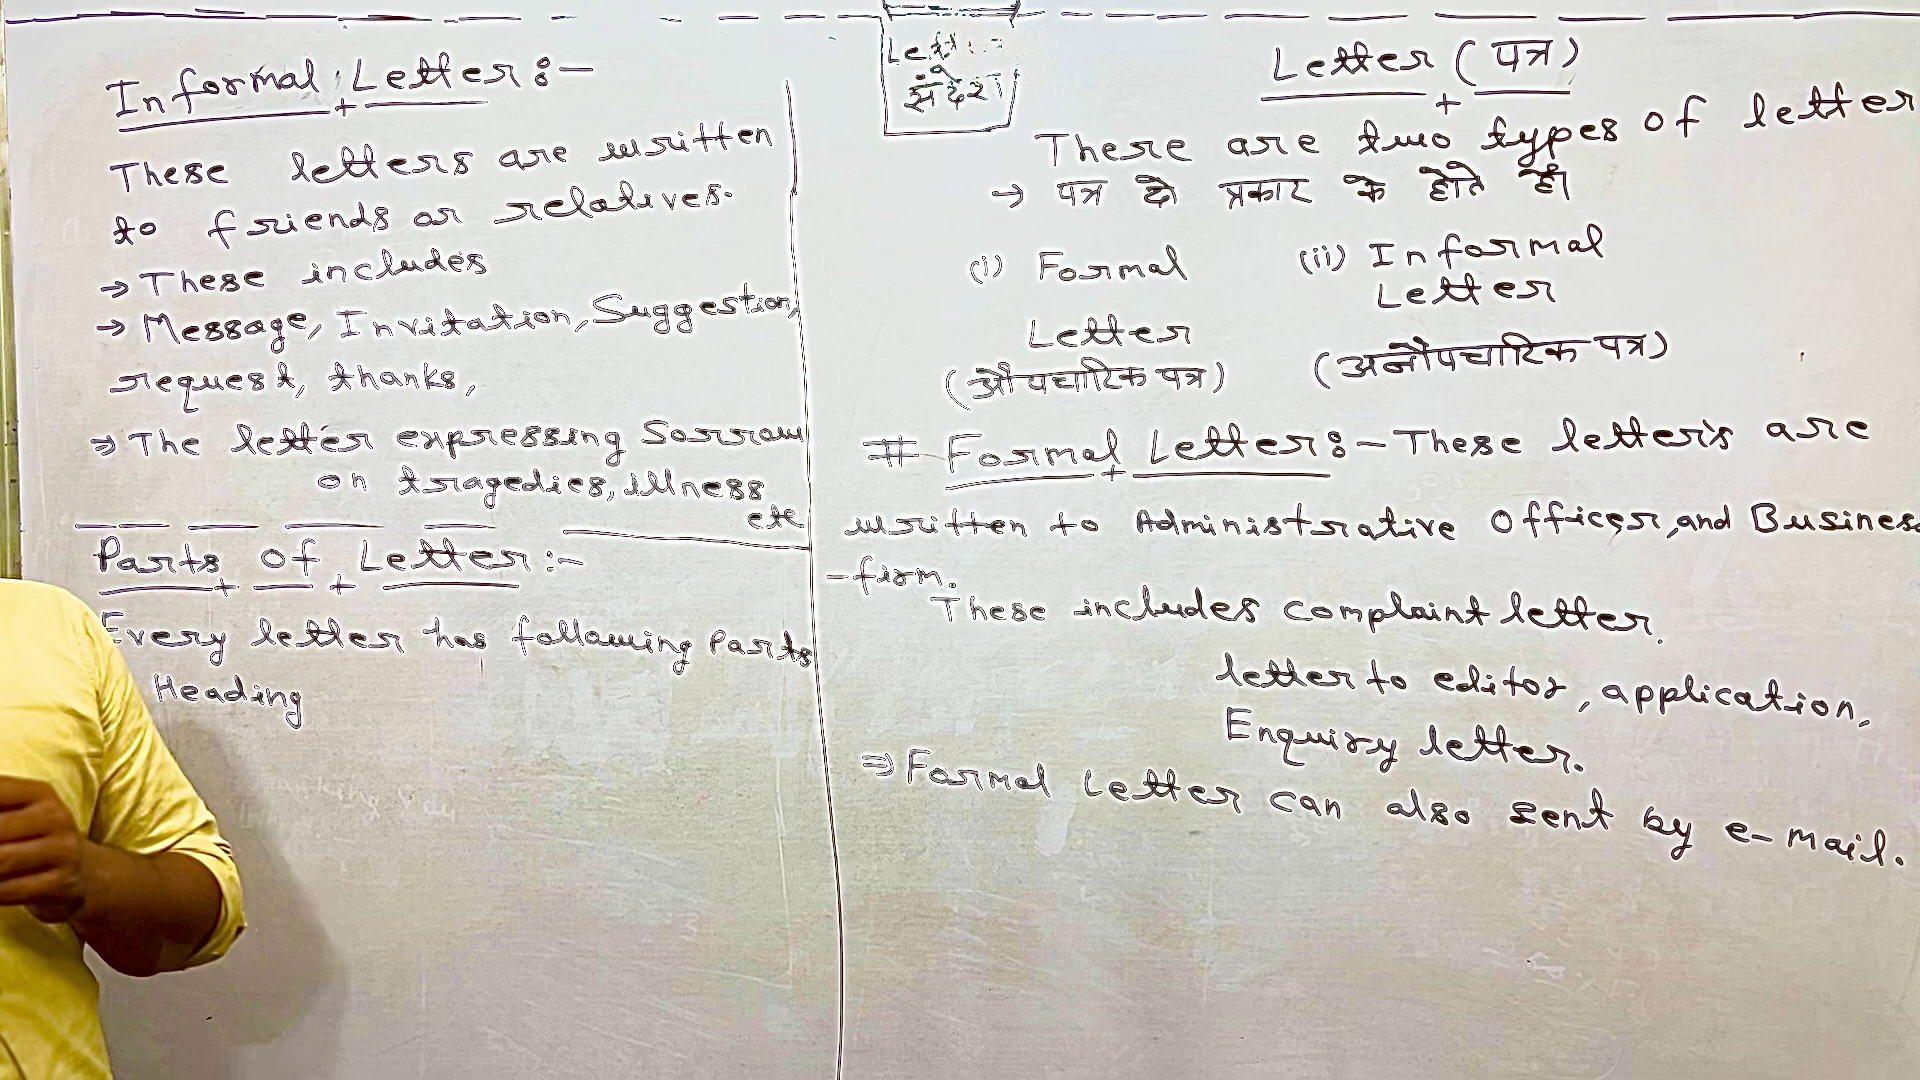 Letter (पत्र)
There are two types of letter
→ पत्र दो प्रकार के होते हैं।
(i) Formal Letter
(औपचारिक पत्र)
(ii) Informal Letter
(अनौपचारिक पत्र)
# Formal Letter:- These letter's are
written to Administrative Officer, and Business
-firm.
These includes complaint letter.
letter to editor, application,
Enquiry letter.
⇒ Formal Letter can also sent by e-mail.
संदेश
Informal Letter:-
These letters are written
to friends or relatives.
→ These includes
→ Message, Invitation, Suggestion,
request, thanks,
⇒ The letter expressing Sorrow
on tragedies, illness
etc
Parts of Letter:-
Every letter has following Parts
Heading